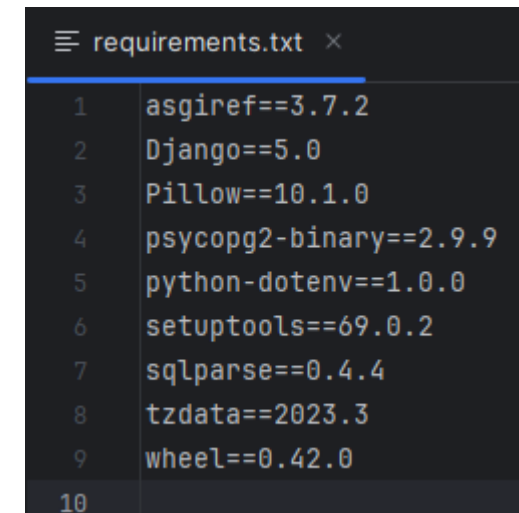 requirements.txt
1 asgiref==3.7.2
2 Django==5.0
3 Pillow==10.1.0
4 psycopg2-binary==2.9.9
5 python-dotenv==1.0.0
6 setuptools==69.0.2
7 sqlparse==0.4.4
8 tzdata==2023.3
9 wheel==0.42.0
10